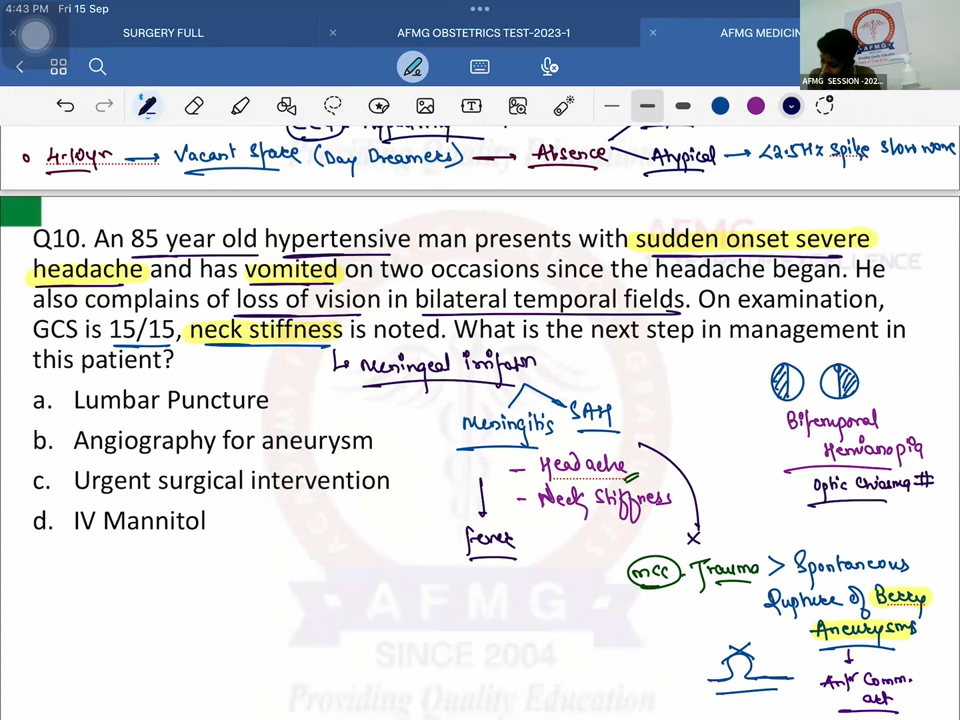 4:43 PM Fri 15 Sep
SURGERY FULL
AFMG OBSTETRICS TEST-2023-1
AFMG MEDICIN
AFMG SESSION -202...
4-10yr → Vacant Stare (Day Dreamers) → Absence
Atypical → <2.5Hz Spike Slow wave
Q10. An 85 year old hypertensive man presents with sudden onset severe
headache and has vomited on two occasions since the headache began. He
also complains of loss of vision in bilateral temporal fields. On examination,
GCS is 15/15, neck stiffness is noted. What is the next step in management in
this patient?
a. Lumbar Puncture
b. Angiography for aneurysm
c. Urgent surgical intervention
d. IV Mannitol
Meningeal irritation
Meningitis
SAH
- Headache
- Neck Stiffness
fever
Bitemporal
Hemianopia
Optic Chiasma #
mcc - Trauma > Spontaneous
Rupture of Berry
Aneurysms
Antr Comm.
art
AFMG
SINCE 2004
Providing Quality Education